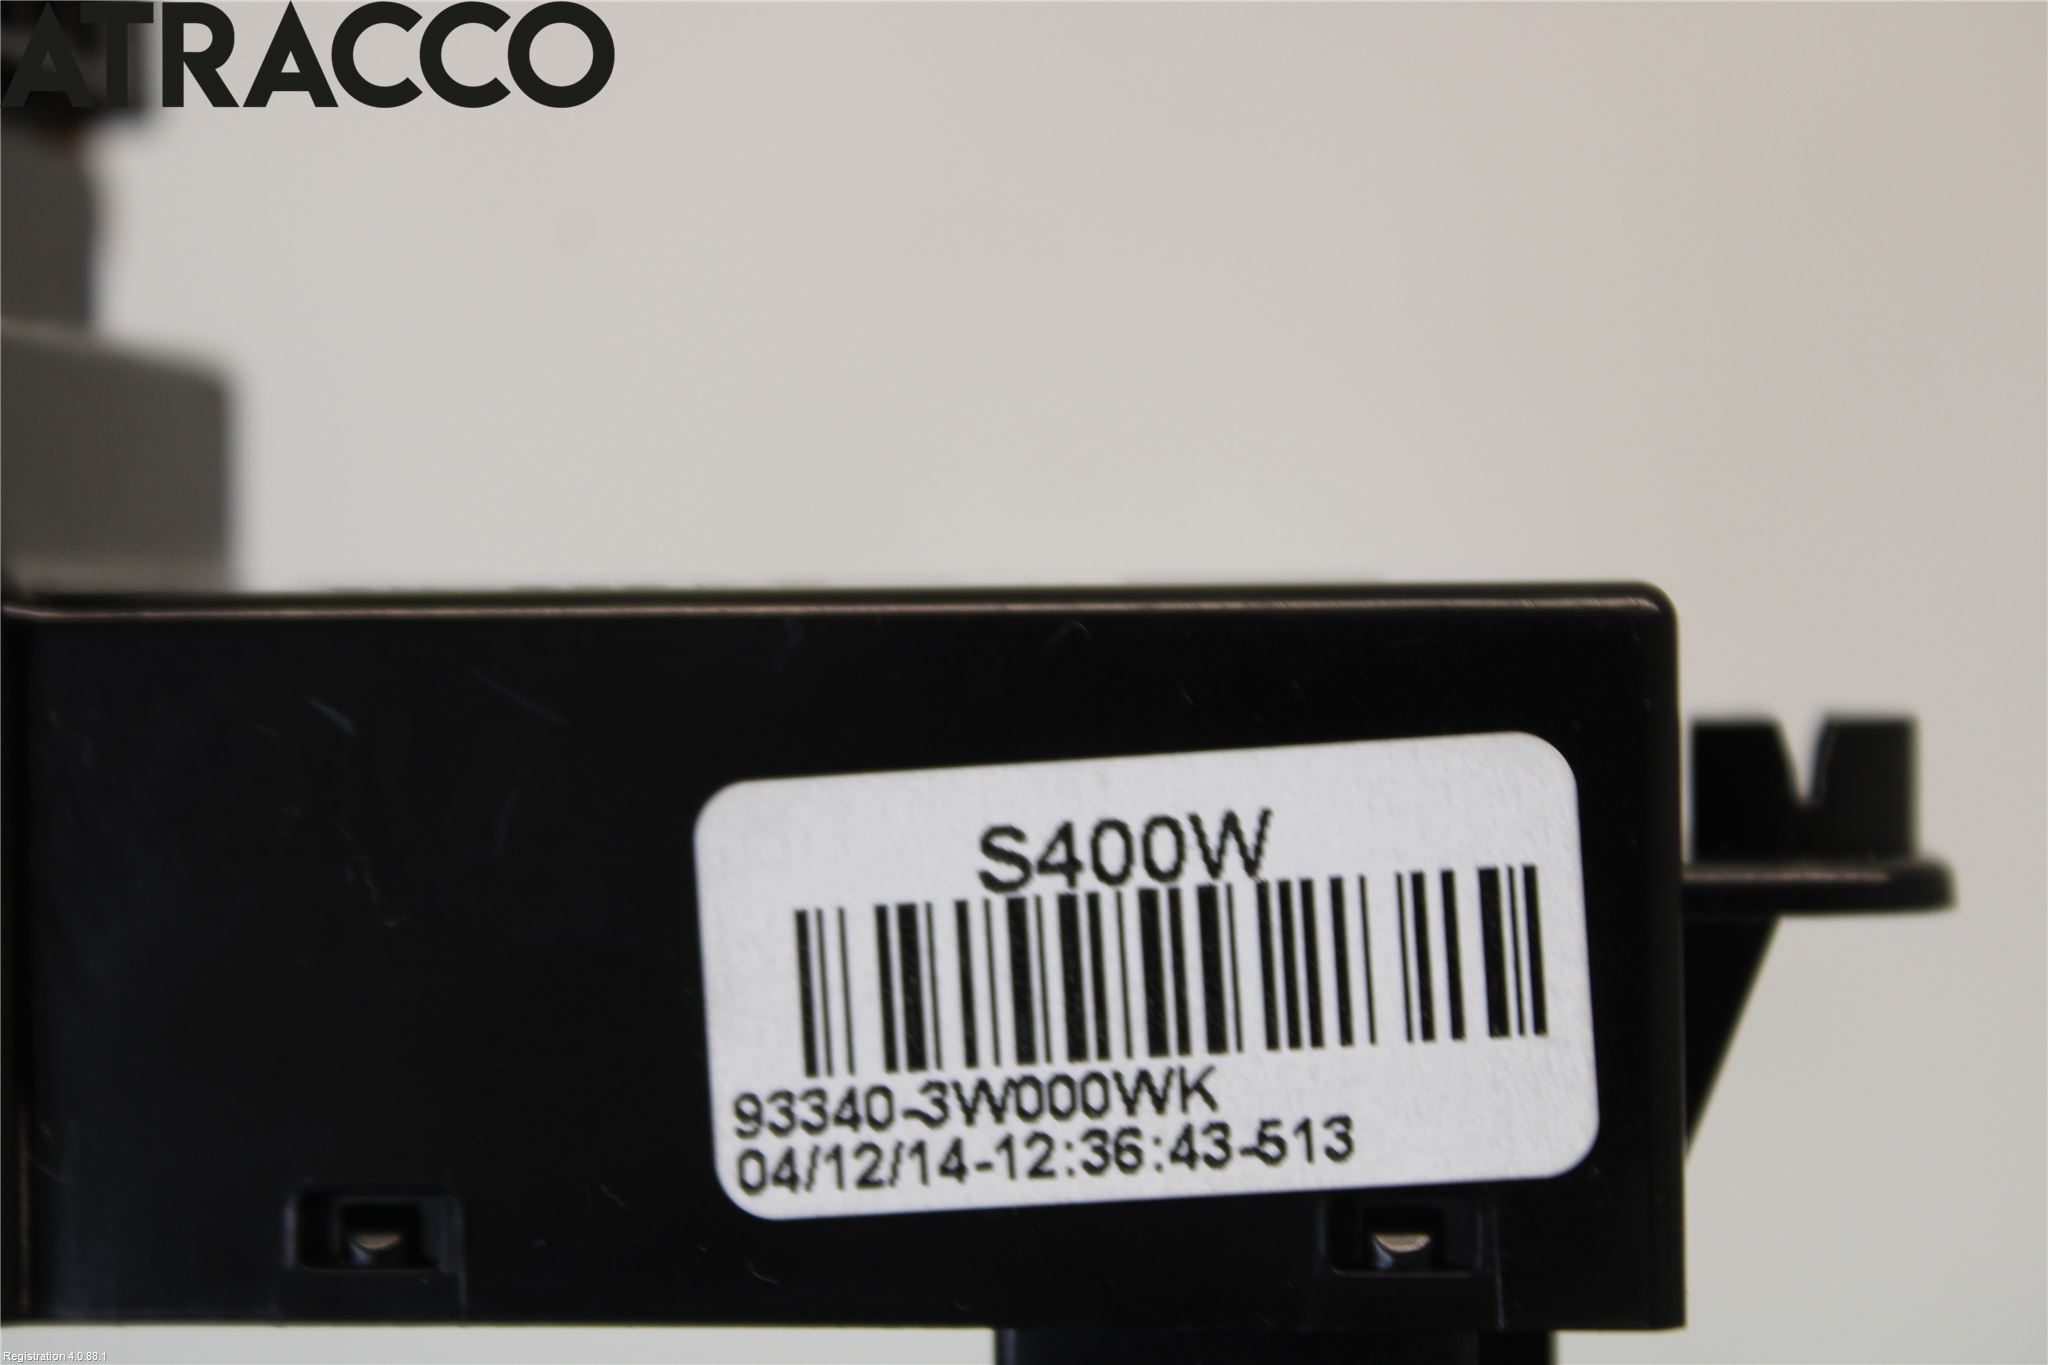 ATRACCO
S400W
93340-3W000WK
04/12/14-12:36:43-513
Registration 4.0.88.1